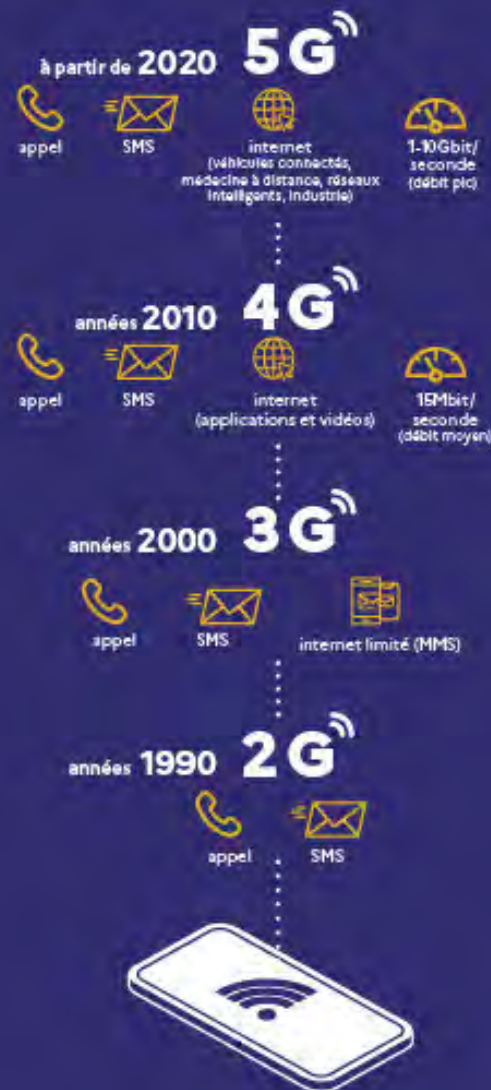 à partir de 2020 5G
appel
SMS
internet
(véhicules connectés,
médecine à distance, réseaux
intelligents, industrie)
1-10Gbit/
seconde
(débit pic)
années 2010 4G
appel
SMS
internet
(applications et vidéos)
15Mbit/
seconde
(débit moyen)
années 2000 3G
appel
SMS
internet limité (MMS)
années 1990 2G
appel
SMS